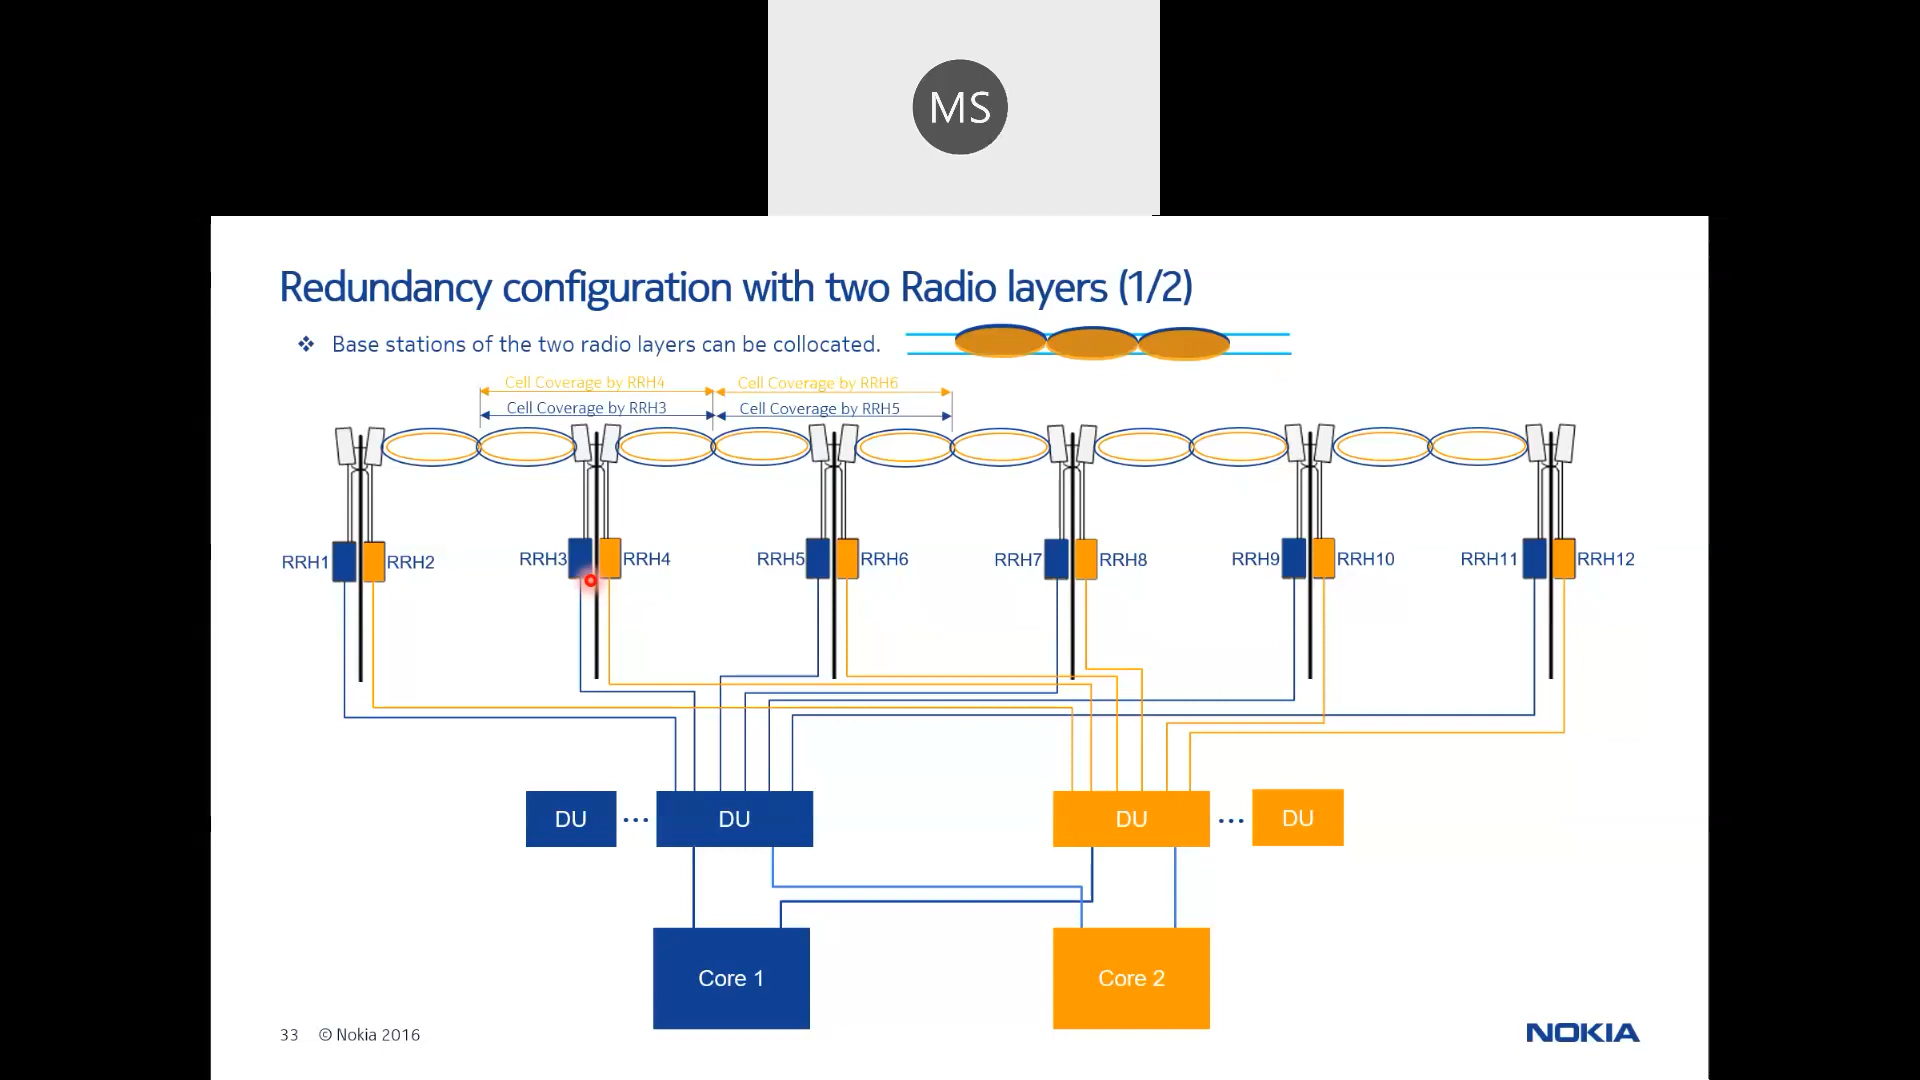 MS
Redundancy configuration with two Radio layers (1/2)
❖ Base stations of the two radio layers can be collocated.
Cell Coverage by RRH4 Cell Coverage by RRH6
Cell Coverage by RRH3 Cell Coverage by RRH5
RRH1 RRH2 RRH3 RRH4 RRH5 RRH6 RRH7 RRH8 RRH9 RRH10 RRH11 RRH12
DU ... DU DU ... DU
Core 1 Core 2
33 © Nokia 2016 NOKIA